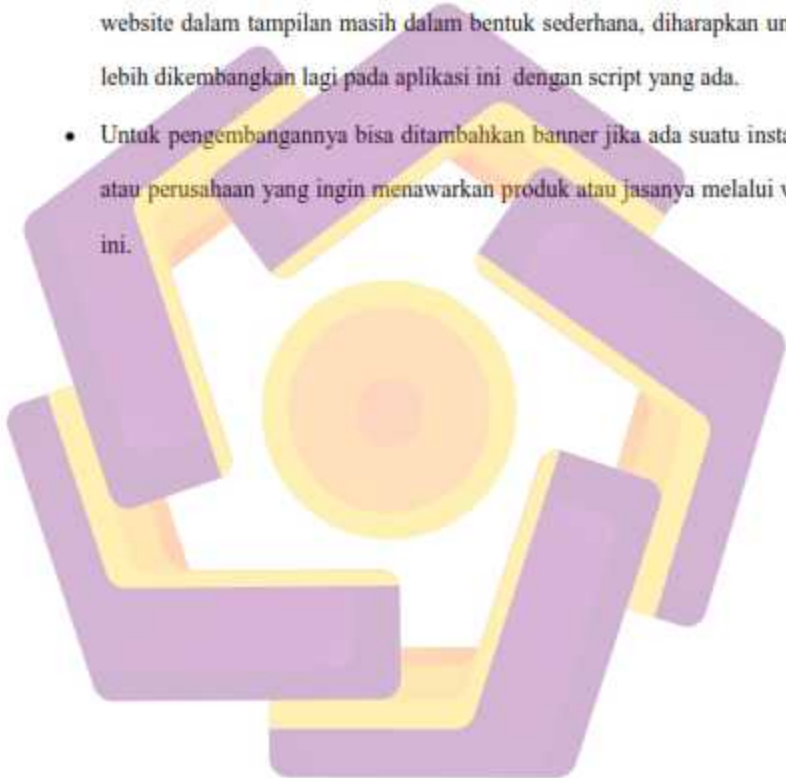 website dalam tampilan masih dalam bentuk sederhana, diharapkan
lebih dikembangkan lagi pada aplikasi ini dengan script yang ada.
• Untuk pengembangannya bisa ditambahkan banner jika ada suatu
atau perusahaan yang ingin menawarkan produk atau jasanya melalui
ini.